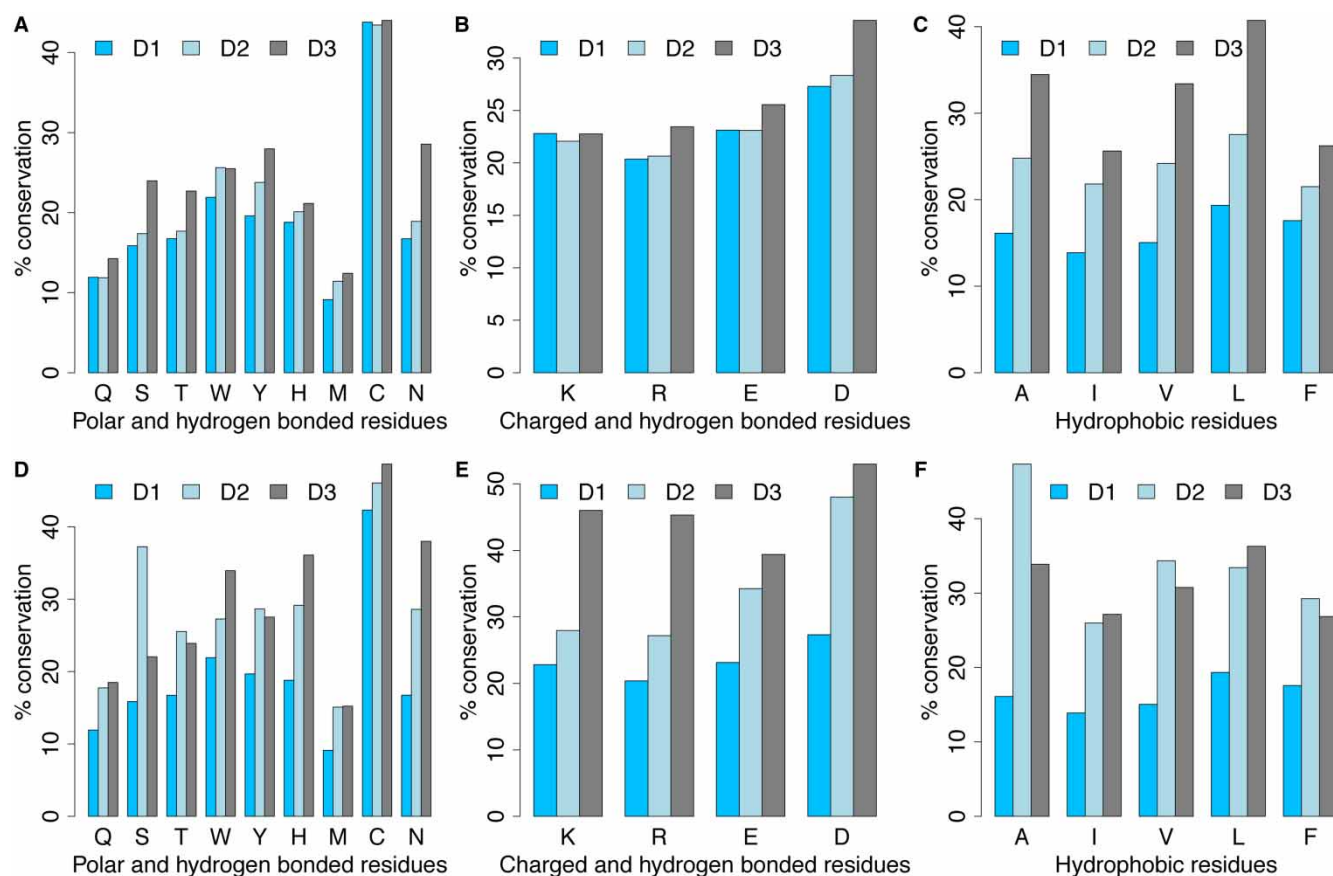 A
D1 D2 D3
% conservation
0 10 20 30 40
Q S T W Y H M C N
Polar and hydrogen bonded residues
B
D1 D2 D3
% conservation
0 5 10 15 20 25 30
K R E D
Charged and hydrogen bonded residues
C
D1 D2 D3
% conservation
0 10 20 30 40
A I V L F
Hydrophobic residues
D
D1 D2 D3
% conservation
0 10 20 30 40
Q S T W Y H M C N
Polar and hydrogen bonded residues
E
D1 D2 D3
% conservation
0 10 20 30 40 50
K R E D
Charged and hydrogen bonded residues
F
D1 D2 D3
% conservation
0 10 20 30 40
A I V L F
Hydrophobic residues